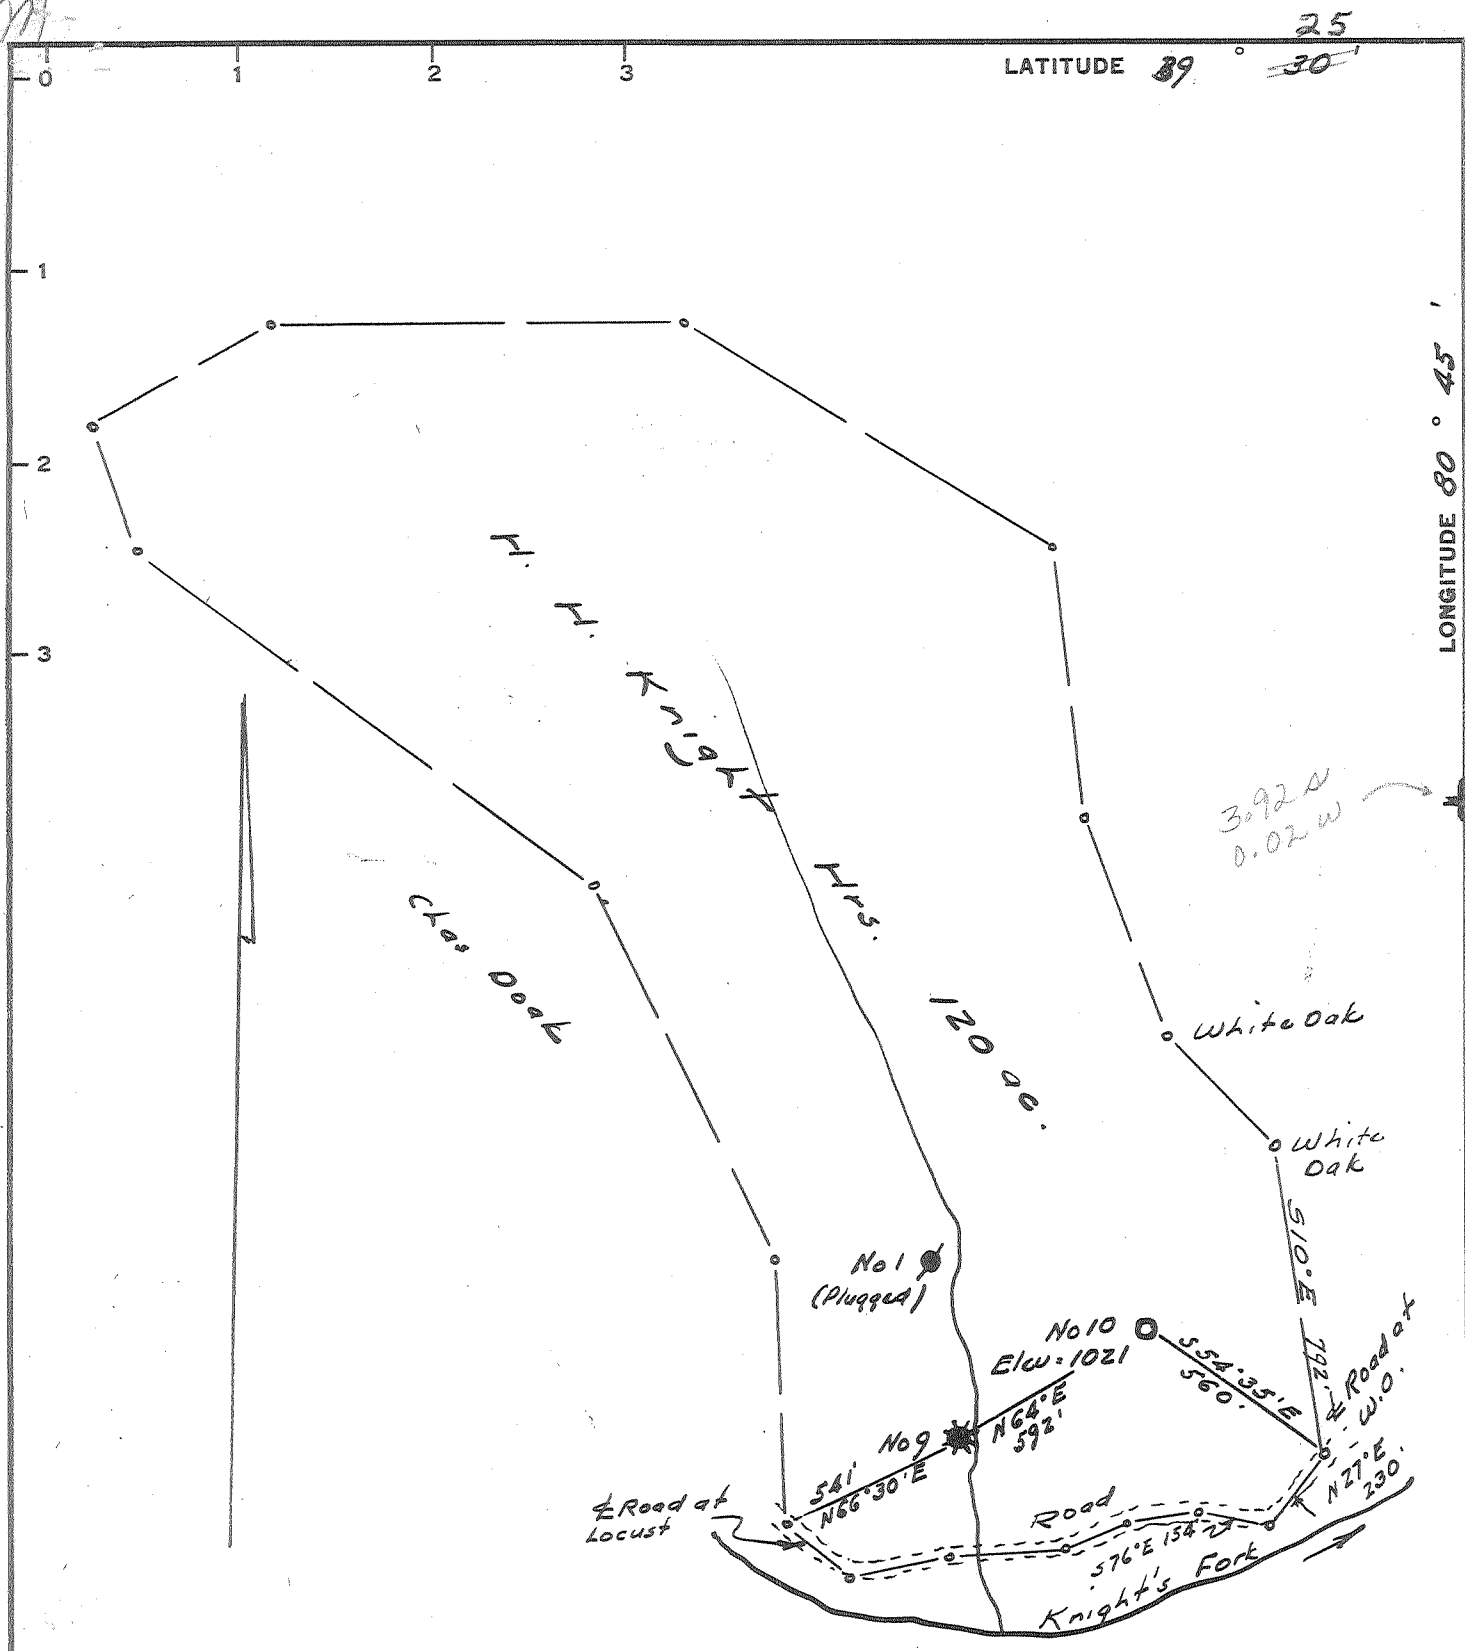 25
0
1
2
3
LATITUDE 39 ° 30'
1
2
3
LONGITUDE 80 ° 45 '
H. H. Knight Hrs. 120 ac.
3.92 S
0.02 W
Chas Doak
White Oak
White
Oak
No 1
(Plugged)
No 10
Elev = 1021
S10°E 792'
S54°35'E
560'
℄ Road at
W.O.
N64°E
592'
No 9
541'
N66°30'E
N27°E
230'
℄ Road at
Locust
Road
S76°E 154'
Knight's Fork